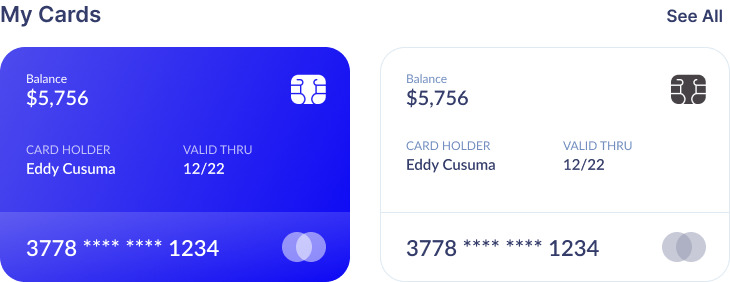 My Cards
See All
Balance
$5,756
CARD HOLDER
VALID THRU
Eddy Cusuma
12/22
3778 **** **** 1234
Balance
$5,756
CARD HOLDER
VALID THRU
Eddy Cusuma
12/22
3778 **** **** 1234